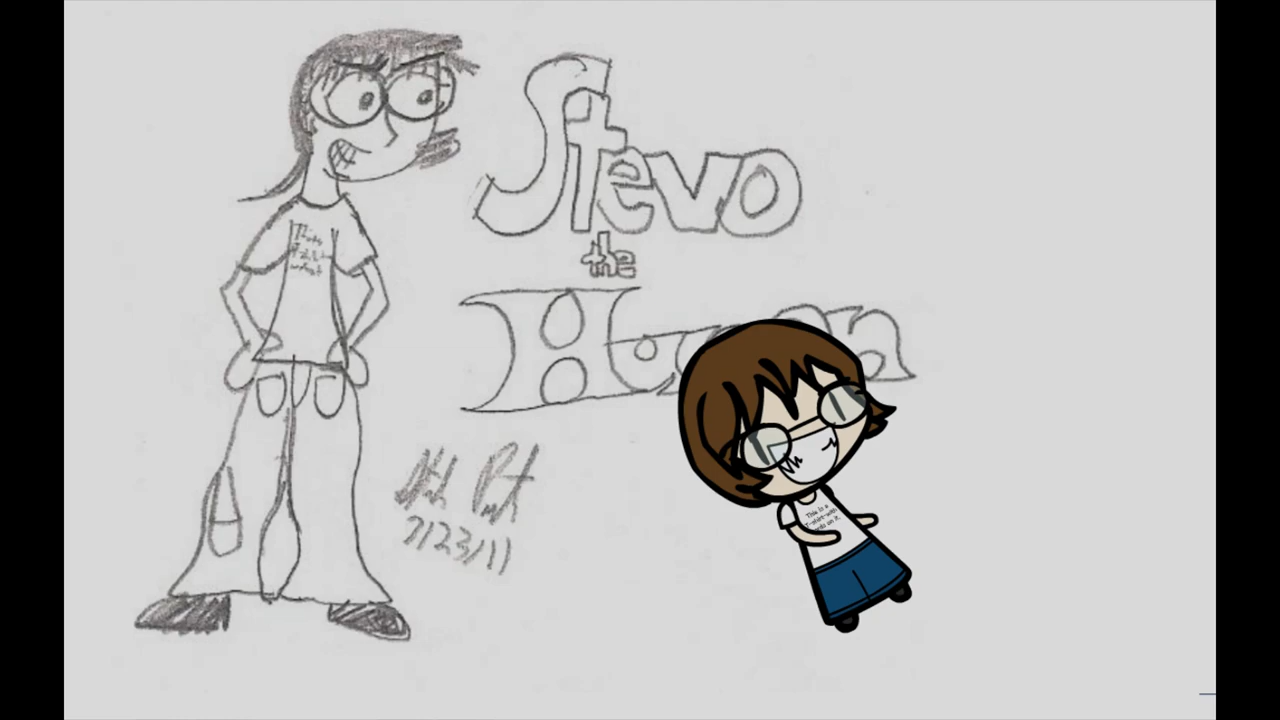 Stevo
the
Human
7/23/11
This is a
T-shirt with
words on it.